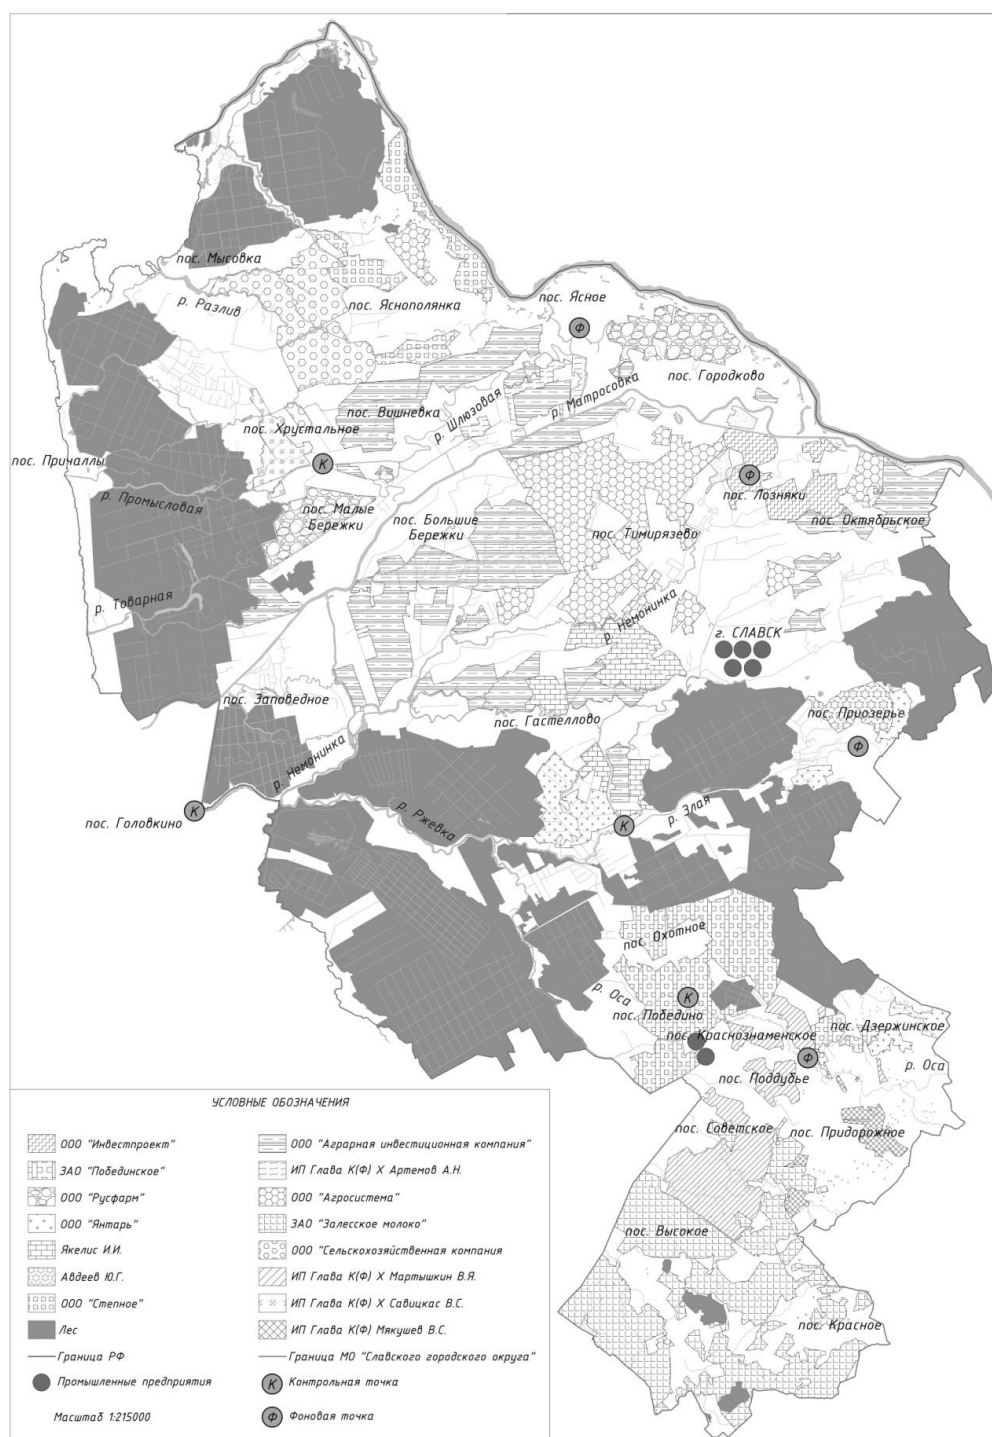 пос. Мысовка
пос. Ясное
р. Разлив
пос. Яснополянка
Ф
пос. Городково
р. Матросовка
р. Шлюзовая
пос. Вишневка
пос. Хрустальное
пос. Причаллы
К
р. Промысловая
пос. Малые
Бережки
пос. Большие
Бережки
Ф
пос. Лозняки
пос. Октябрьское
пос. Тимирязево
р. Товарная
р. Немонинка
г. СЛАВСК
пос. Заповедное
пос. Гастеллово
пос. Приозерье
Ф
р. Немонинка
К
пос. Головкино
р. Ржевка
К
р. Злая
пос. Охотное
р. Оса
К
пос. Победино
пос. Краснознаменское
пос. Дзержинское
Ф
р. Оса
пос. Поддубье
пос. Советское
пос. Придорожное
пос. Высокое
пос. Красное
УСЛОВНЫЕ ОБОЗНАЧЕНИЯ
ООО "Инвестпроект"
ЗАО "Побединское"
ООО "Русфарм"
ООО "Янтарь"
Якелис И.И.
Авдеев Ю.Г.
ООО "Степное"
Лес
Граница РФ
Промышленные предприятия
Масштаб 1:215000
ООО "Аграрная инвестиционная компания"
ИП Глава К(Ф) Х Артемов А.Н.
ООО "Агросистема"
ЗАО "Залесское молоко"
ООО "Сельскохозяйственная компания
ИП Глава К(Ф) Х Мартышкин В.Я.
ИП Глава К(Ф) Х Савицкас В.С.
ИП Глава К(Ф) Мякушев В.С.
Граница МО "Славского городского округа"
К Контрольная точка
Ф Фоновая точка